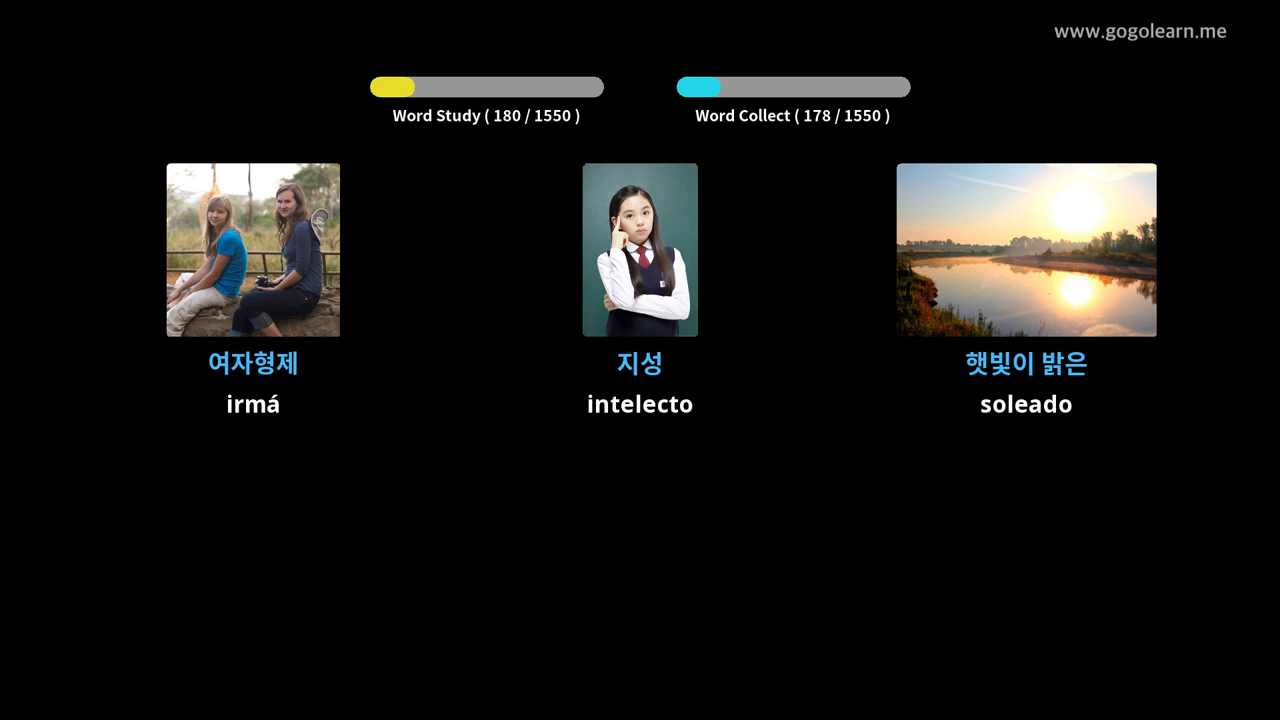 www.gogolearn.me
Word Study ( 180 / 1550 )
Word Collect ( 178 / 1550 )
여자형제
irmá
지성
intelecto
햇빛이 밝은
soleado